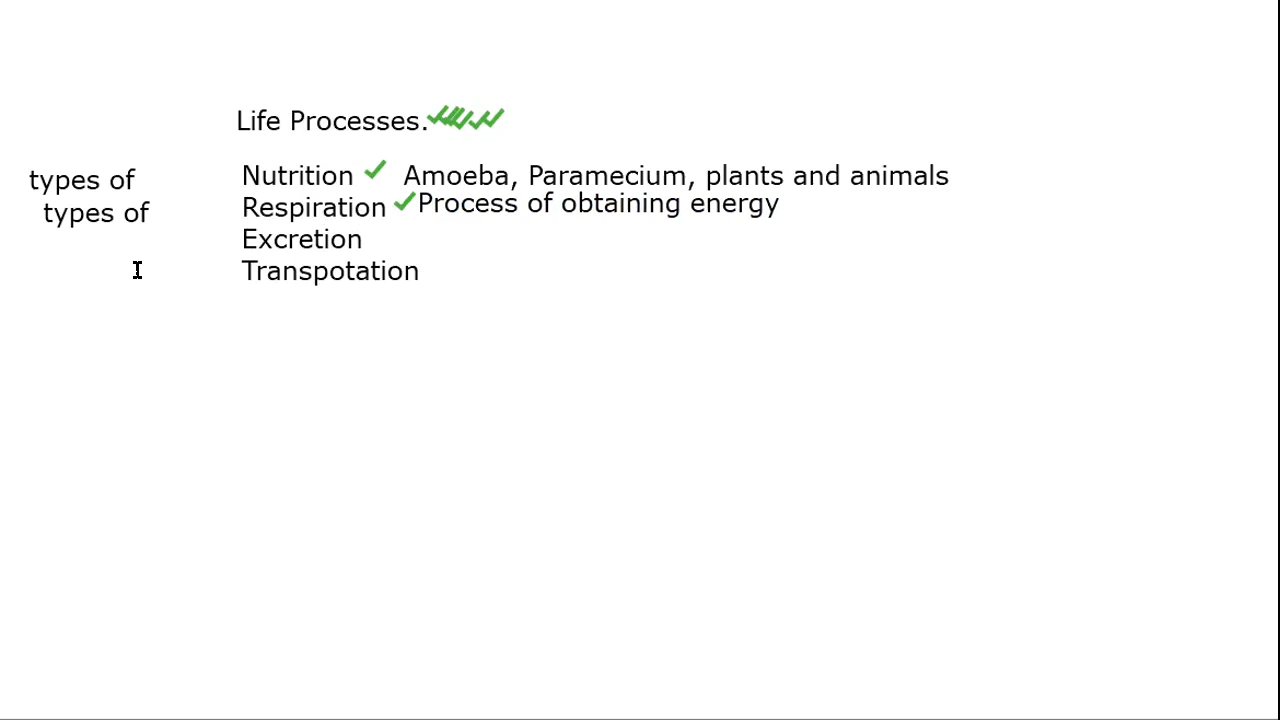 Life Processes.
types of Nutrition Amoeba, Paramecium, plants and animals
types of Respiration Process of obtaining energy
Excretion
Transpotation